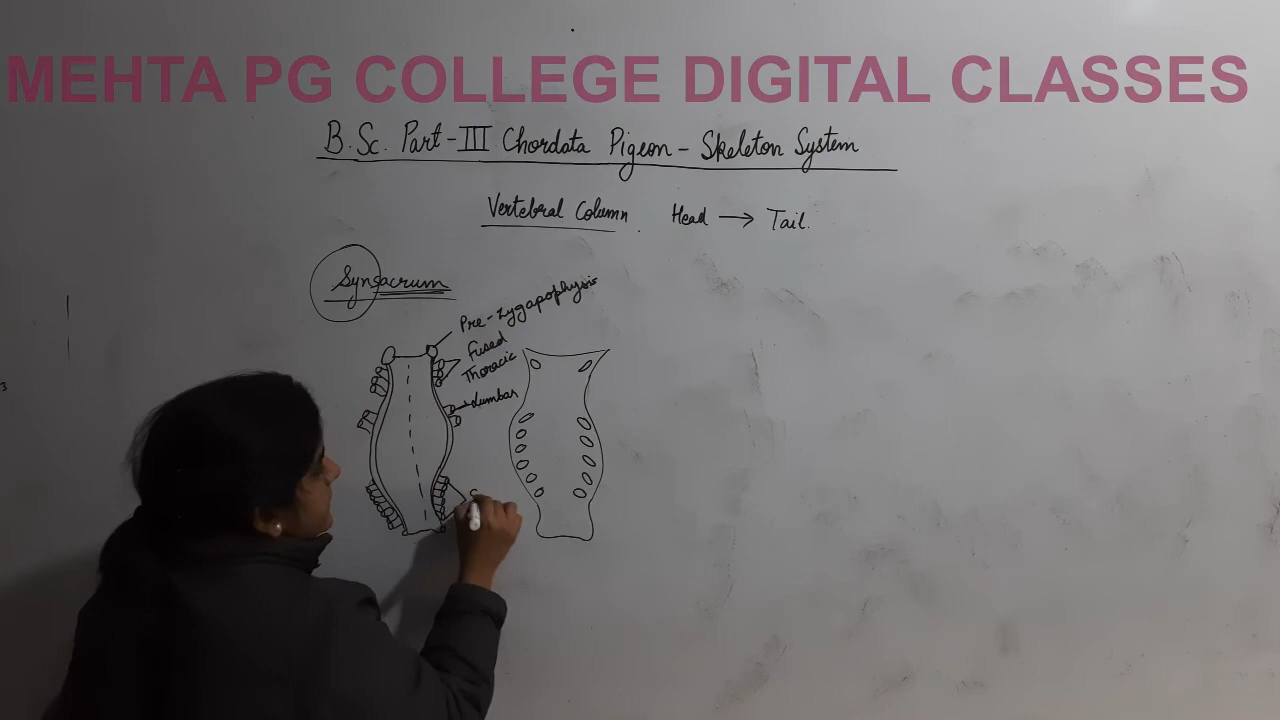 MEHTA PG COLLEGE DIGITAL CLASSES
B.Sc. Part-III Chordata Pigeon - Skeleton System
Vertebral Column. Head → Tail.
Synsacrum
Pre-Zygapophysis
Fused
Thoracic
Lumbar
3